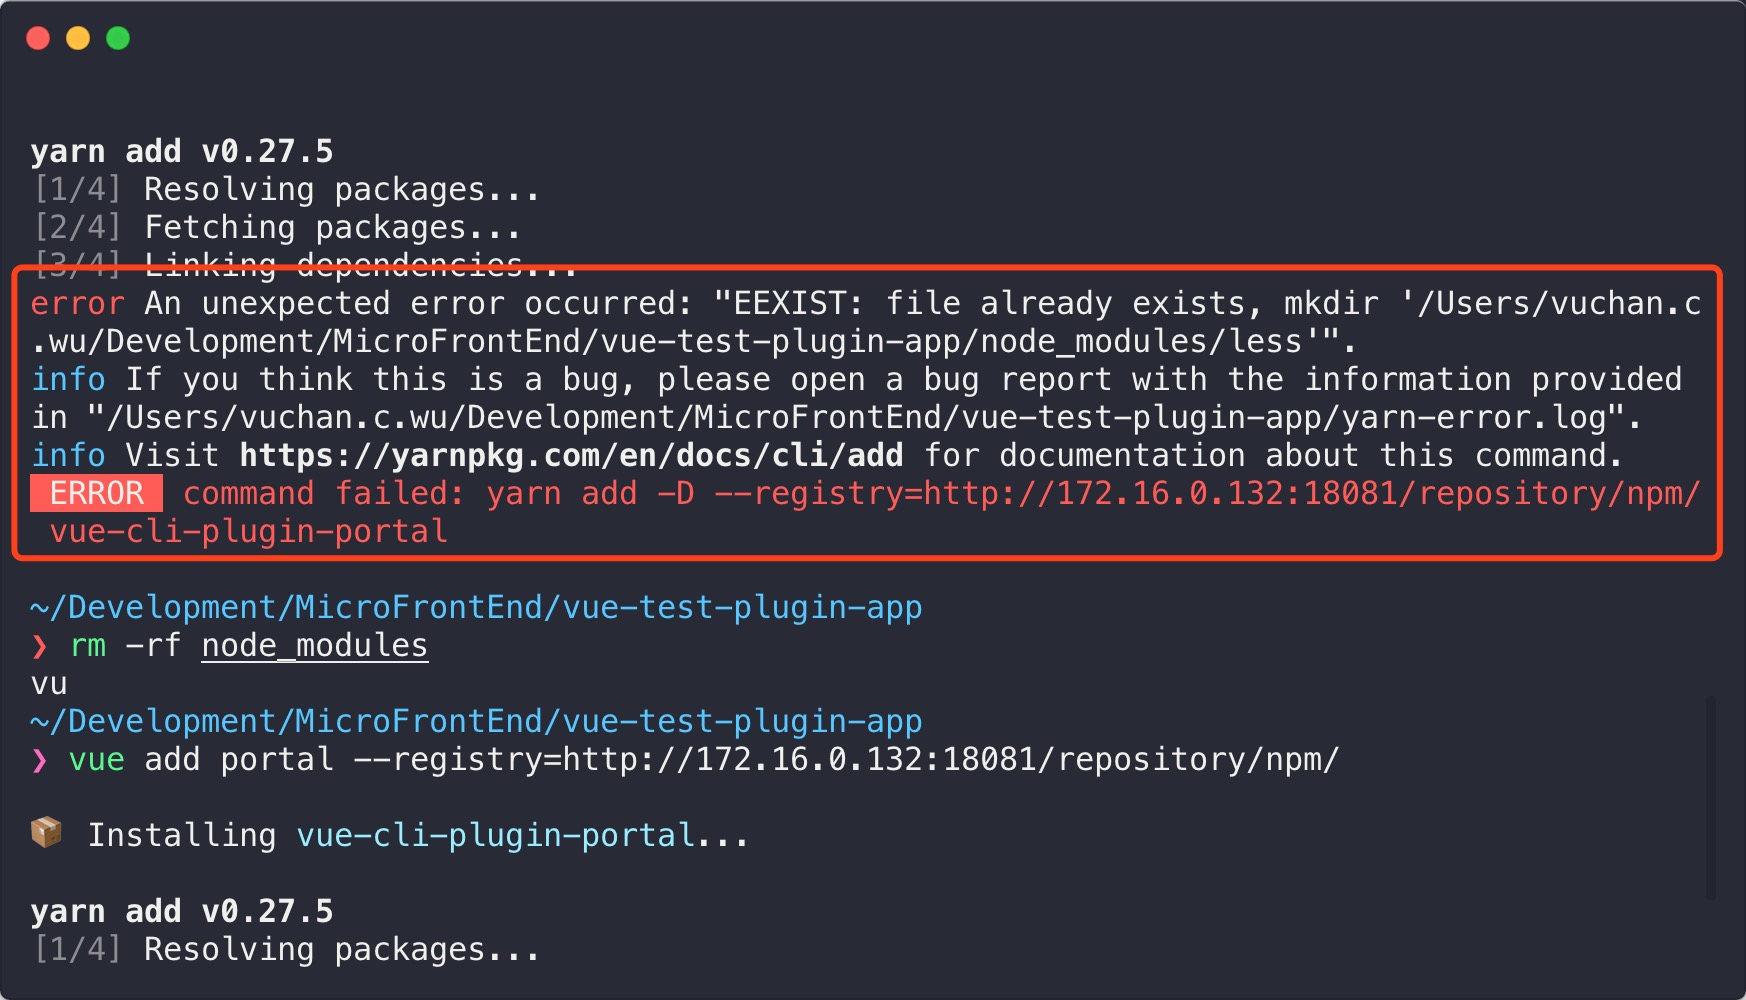 yarn add v0.27.5
[1/4] Resolving packages...
[2/4] Fetching packages...
[3/4] Linking dependencies...
error An unexpected error occurred: "EEXIST: file already exists, mkdir '/Users/vuchan.c
.wu/Development/MicroFrontEnd/vue-test-plugin-app/node_modules/less'".
info If you think this is a bug, please open a bug report with the information provided
in "/Users/vuchan.c.wu/Development/MicroFrontEnd/vue-test-plugin-app/yarn-error.log".
info Visit https://yarnpkg.com/en/docs/cli/add for documentation about this command.
ERROR command failed: yarn add -D --registry=http://172.16.0.132:18081/repository/npm/
vue-cli-plugin-portal
~/Development/MicroFrontEnd/vue-test-plugin-app
❯ rm -rf node_modules
vu
~/Development/MicroFrontEnd/vue-test-plugin-app
❯ vue add portal --registry=http://172.16.0.132:18081/repository/npm/
📦 Installing vue-cli-plugin-portal...
yarn add v0.27.5
[1/4] Resolving packages...